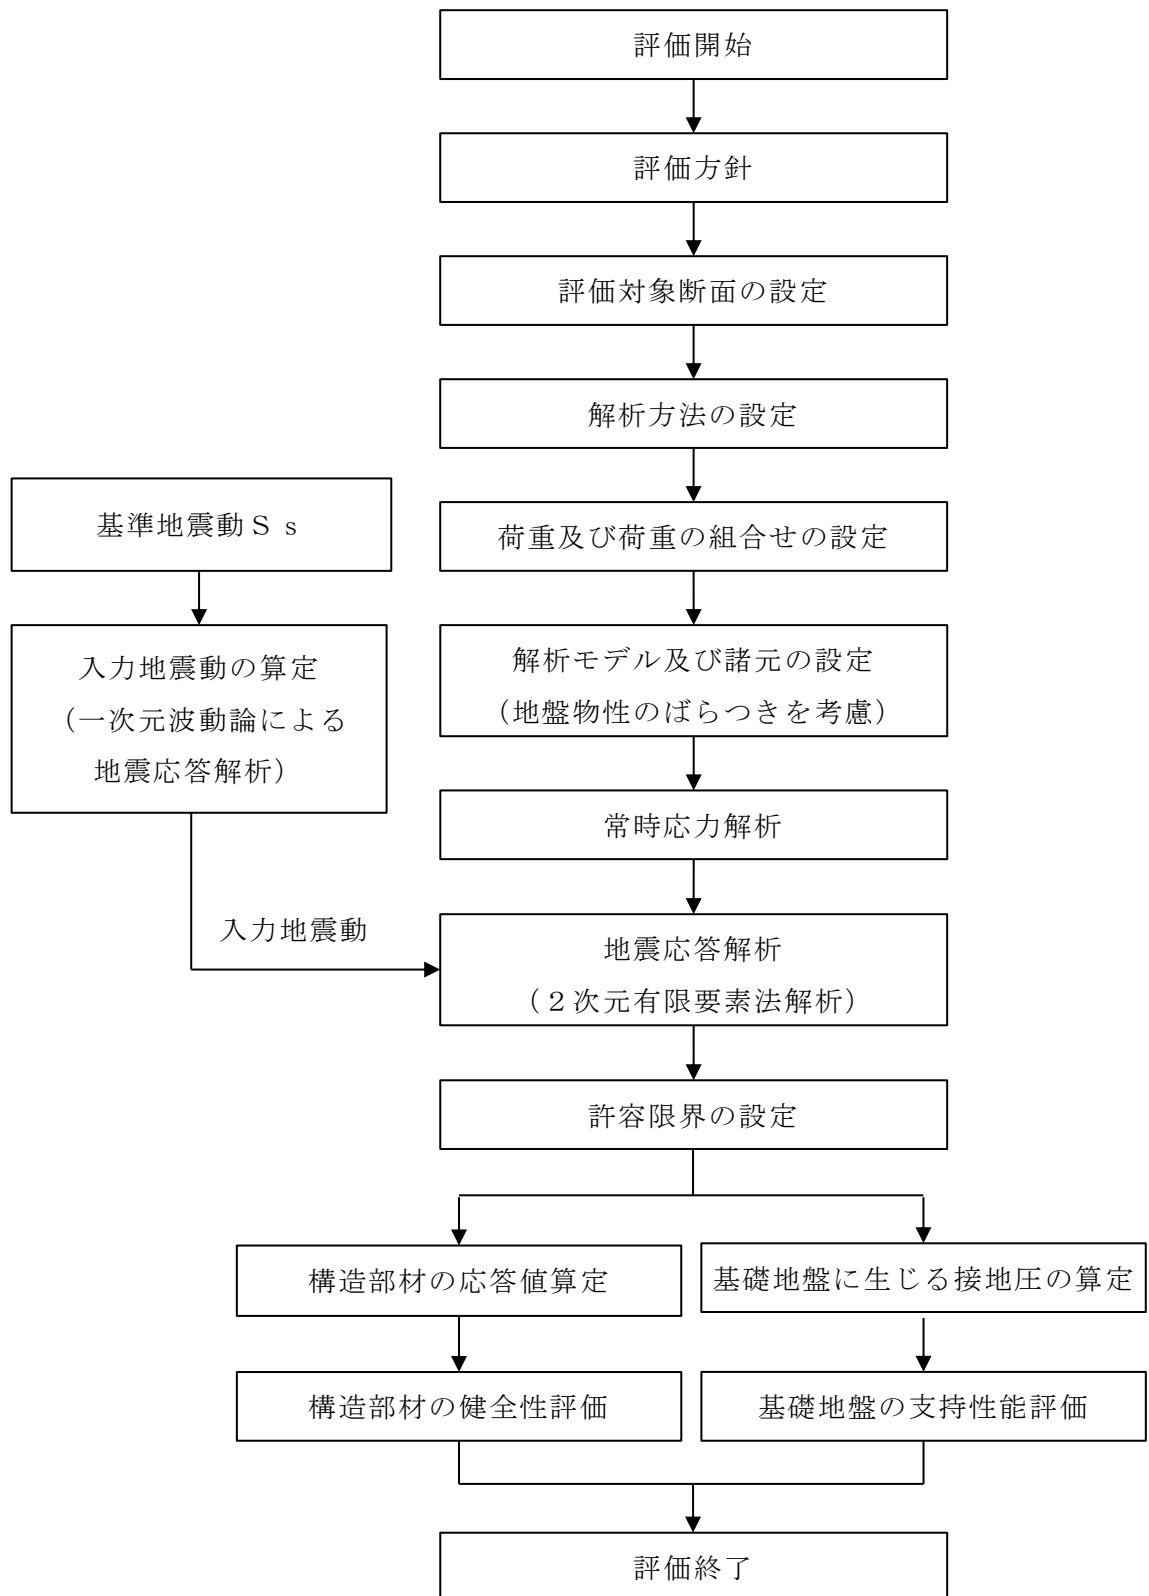 評価開始
評価方針
評価対象断面の設定
解析方法の設定
基準地震動Ｓｓ
荷重及び荷重の組合せの設定
入力地震動の算定
（一次元波動論による
地震応答解析）
解析モデル及び諸元の設定
（地盤物性のばらつきを考慮）
常時応力解析
入力地震動
地震応答解析
（２次元有限要素法解析）
許容限界の設定
構造部材の応答値算定
基礎地盤に生じる接地圧の算定
構造部材の健全性評価
基礎地盤の支持性能評価
評価終了